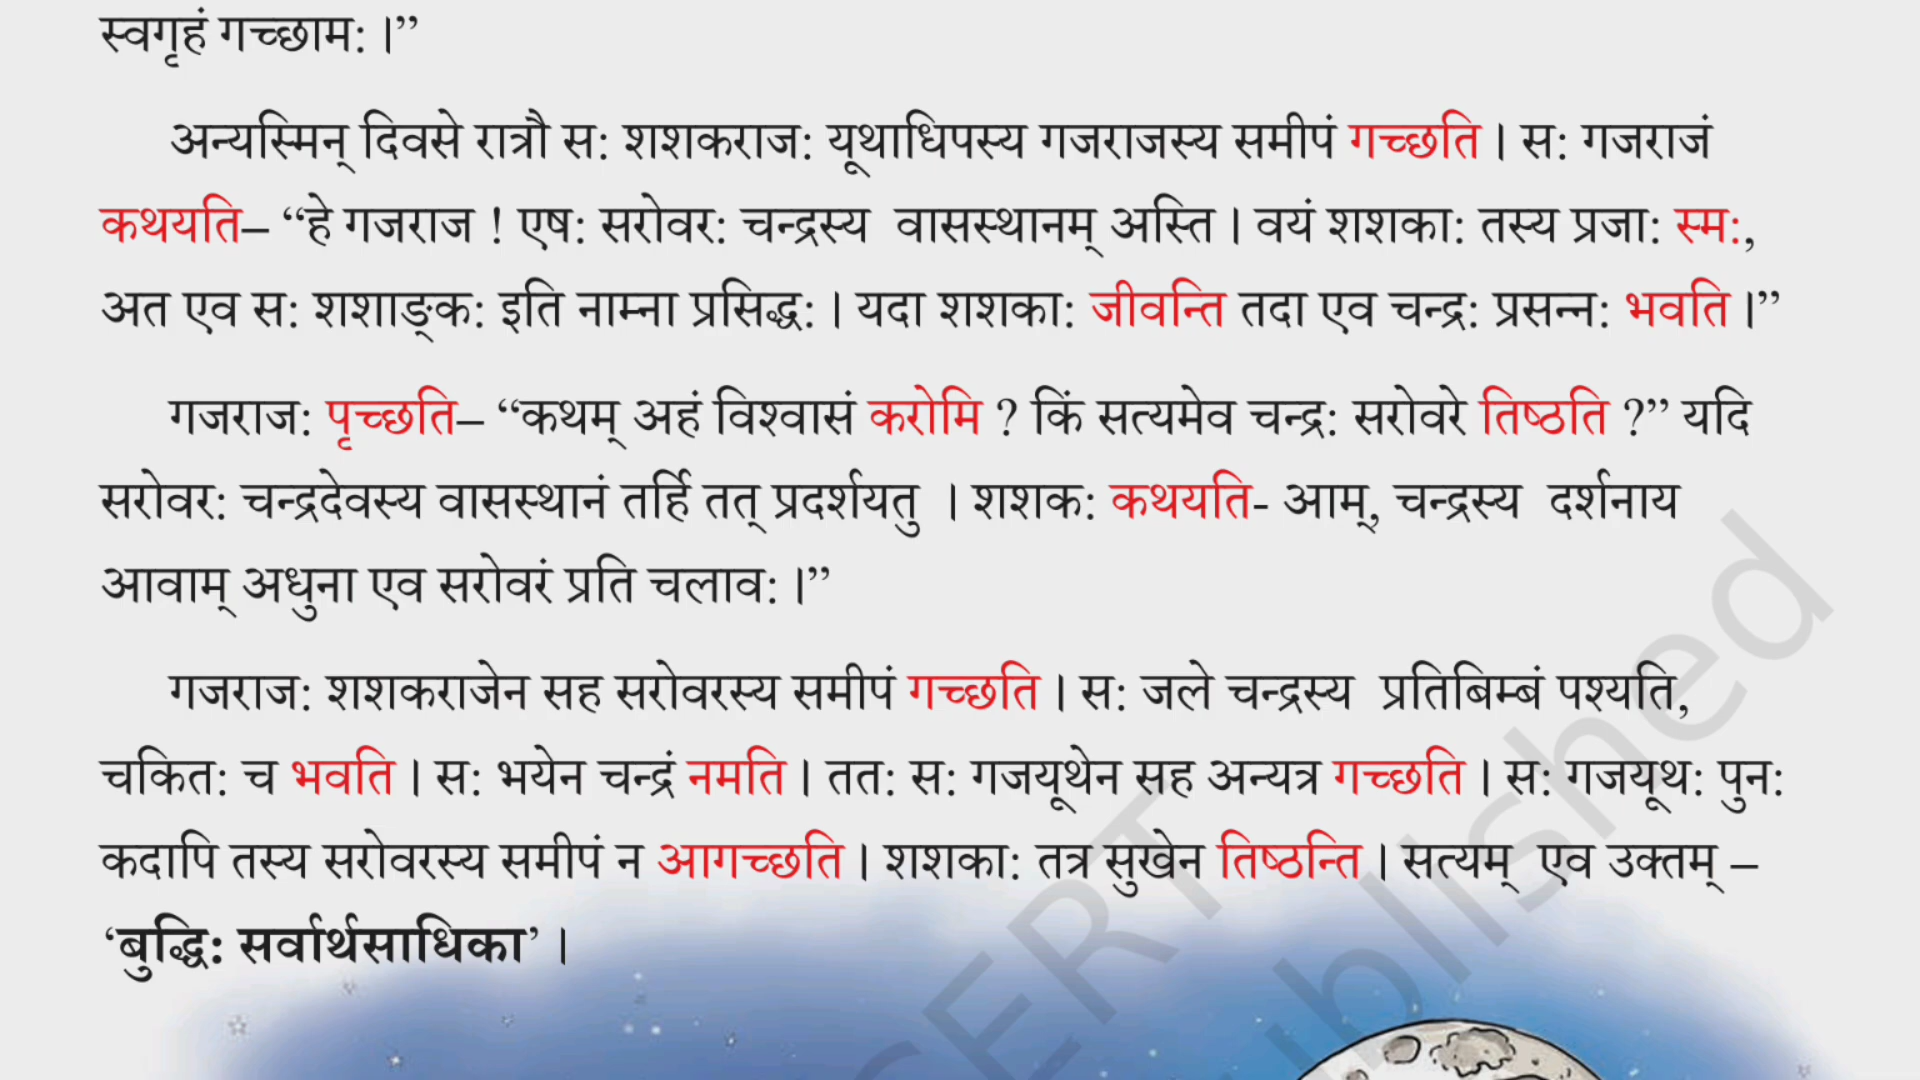 स्वगृहं गच्छामः ।”
अन्यस्मिन् दिवसे रात्रौ सः शशकराजः यूथाधिपस्य गजराजस्य समीपं गच्छति । सः गजराजं
कथयति– “हे गजराज ! एषः सरोवरः चन्द्रस्य वासस्थानम् अस्ति । वयं शशकाः तस्य प्रजाः स्मः,
अत एव सः शशाङ्कः इति नाम्ना प्रसिद्धः । यदा शशकाः जीवन्ति तदा एव चन्द्रः प्रसन्नः भवति ।”
गजराजः पृच्छति– “कथम् अहं विश्वासं करोमि ? किं सत्यमेव चन्द्रः सरोवरे तिष्ठति ?” यदि
सरोवरः चन्द्रदेवस्य वासस्थानं तर्हि तत् प्रदर्शयतु । शशकः कथयति- आम्, चन्द्रस्य दर्शनाय
आवाम् अधुना एव सरोवरं प्रति चलावः ।”
गजराजः शशकराजेन सह सरोवरस्य समीपं गच्छति । सः जले चन्द्रस्य प्रतिबिम्बं पश्यति,
चकितः च भवति । सः भयेन चन्द्रं नमति । ततः सः गजयूथेन सह अन्यत्र गच्छति । सः गजयूथः पुनः
कदापि तस्य सरोवरस्य समीपं न आगच्छति । शशकाः तत्र सुखेन तिष्ठन्ति । सत्यम् एव उक्तम् –
‘बुद्धिः सर्वार्थसाधिका’ ।